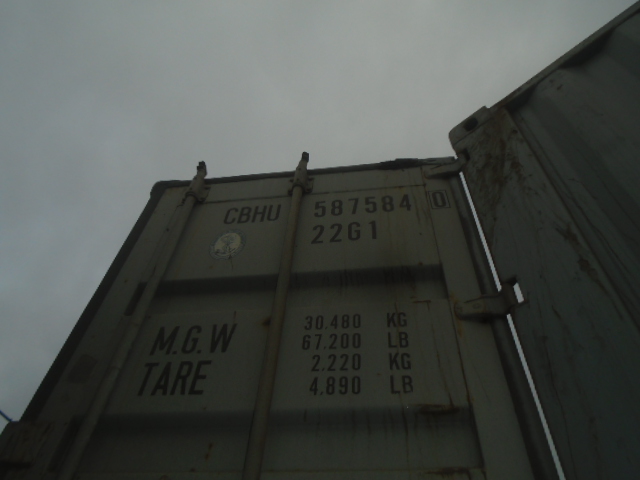 CBHU 587584 0
22G1
M.G.W 30.480 KG
67.200 LB
TARE 2.220 KG
4.890 LB